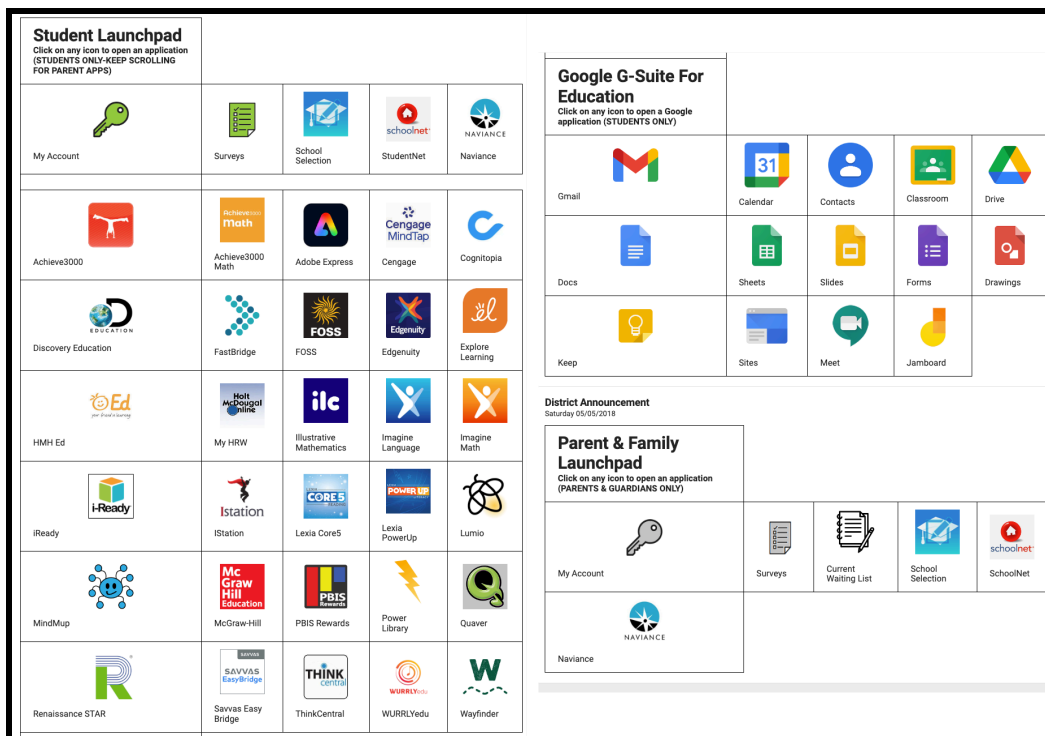 Student Launchpad
Click on any icon to open an application
(STUDENTS ONLY-KEEP SCROLLING
FOR PARENT APPS)
schoolnet
NAVIANCE
My Account
Surveys
School
Selection
StudentNet
Naviance
Achieve3000
Math
Cengage
MindTap
Achieve3000
Achieve3000
Math
Adobe Express
Cengage
Cognitopia
EDUCATION
FOSS
Edgenuity
ėl
Discovery Education
FastBridge
FOSS
Edgenuity
Explore
Learning
Ed
your friend in learning
Holt
McDougal
Online
ilc
HMH Ed
My HRW
Illustrative
Mathematics
Imagine
Language
Imagine
Math
i-Ready
Istation
CORE5
POWERUP
iReady
IStation
Lexia Core5
Lexia
PowerUp
Lumio
Mc
Graw
Hill
Education
PBIS
Rewards
Q
MindMup
McGraw-Hill
PBIS Rewards
Power
Library
Quaver
R
SAVVAS
SAVVAS
EasyBridge
THINK
central
WURRLYedu
W
Renaissance STAR
Savvas Easy
Bridge
ThinkCentral
WURRLYedu
Wayfinder
Google G-Suite For
Education
Click on any icon to open a Google
application (STUDENTS ONLY)
31
Gmail
Calendar
Contacts
Classroom
Drive
Docs
Sheets
Slides
Forms
Drawings
Keep
Sites
Meet
Jamboard
District Announcement
Saturday 05/05/2018
Parent & Family
Launchpad
Click on any icon to open an application
(PARENTS & GUARDIANS ONLY)
schoolnet
My Account
Surveys
Current
Waiting List
School
Selection
SchoolNet
NAVIANCE
Naviance